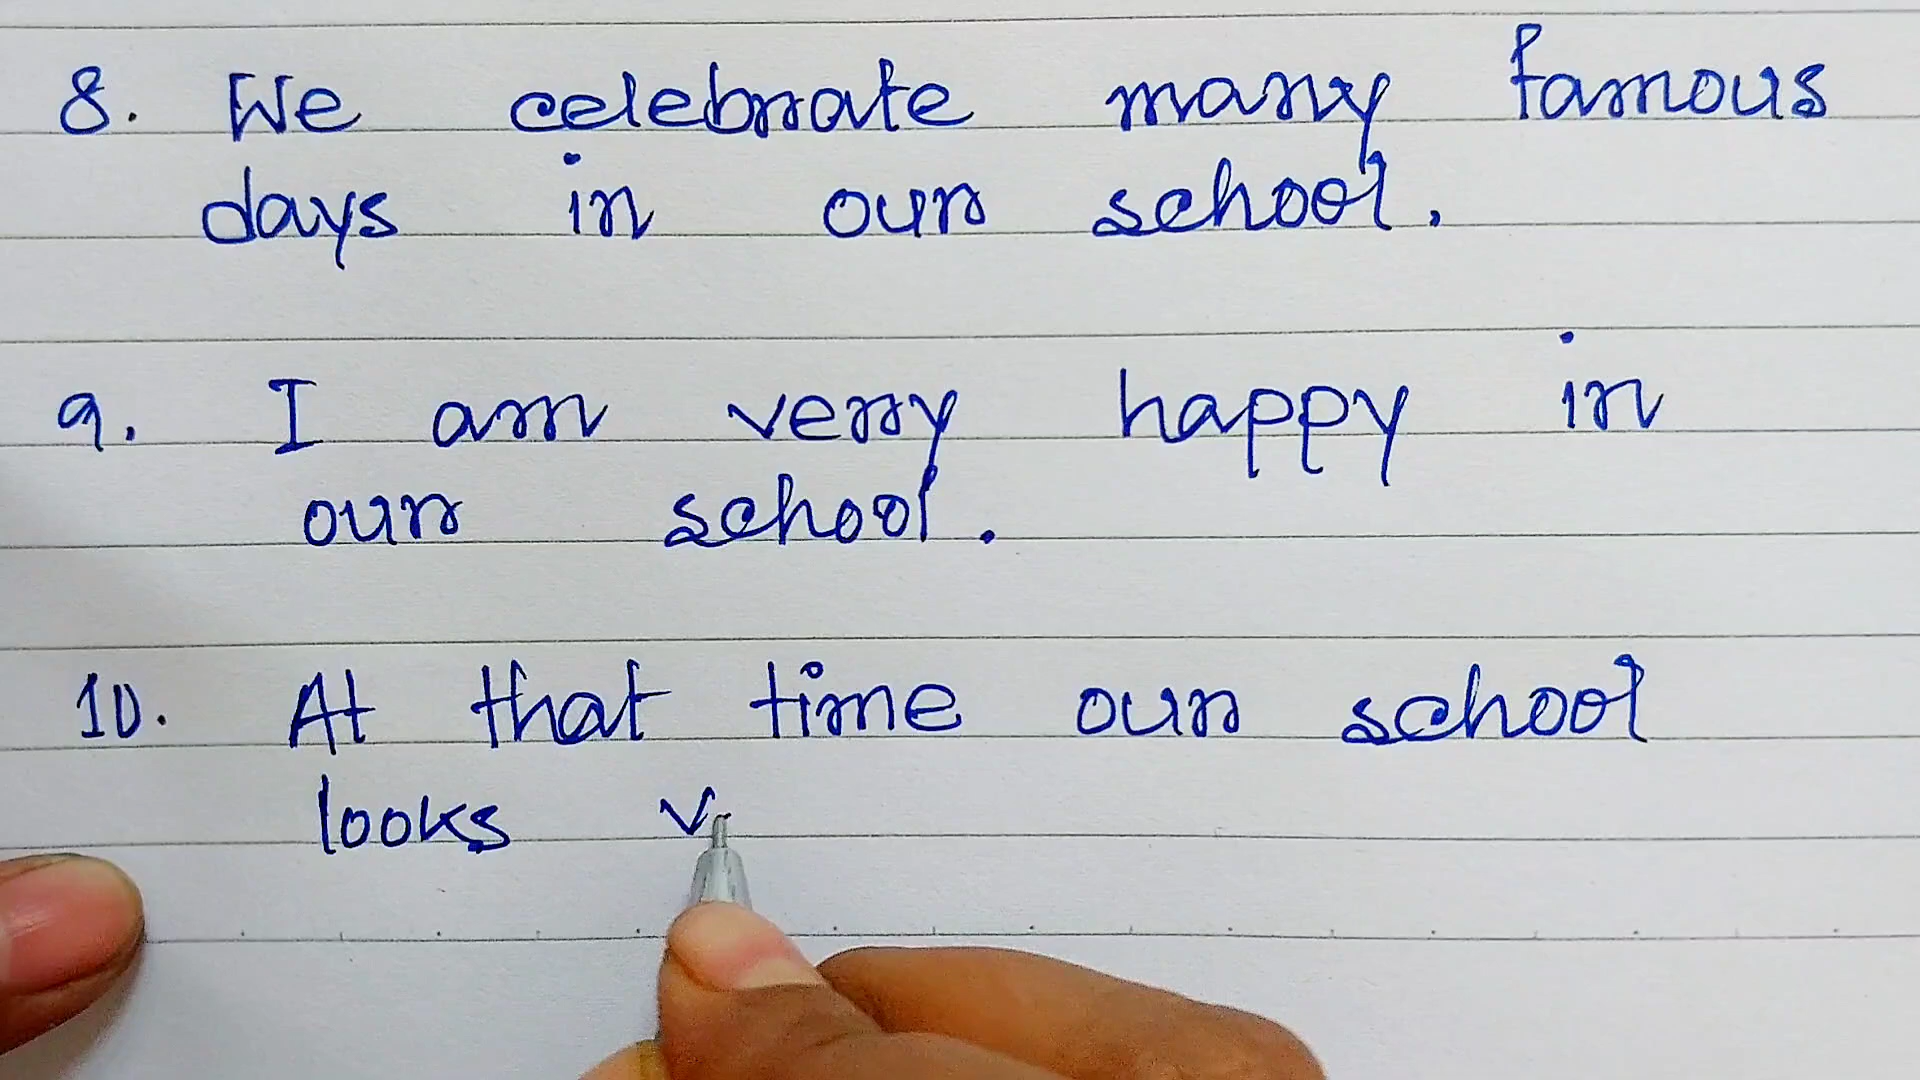 8. We celebrate many famous
days in our school.
9. I am very happy in
our school.
10. At that time our school
looks v